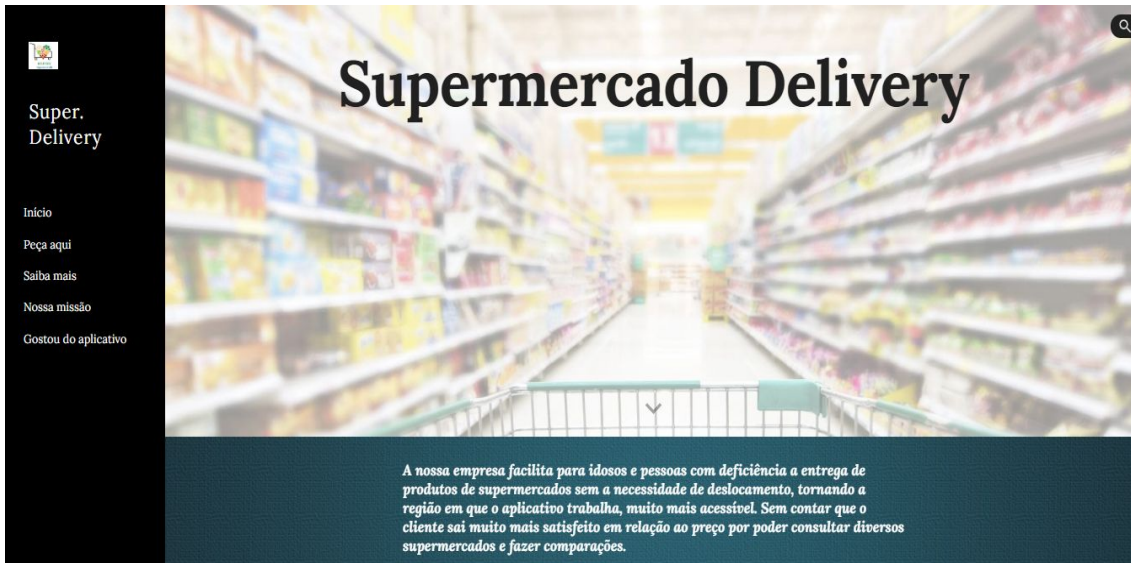 Super.
Delivery
Início
Peça aqui
Saiba mais
Nossa missão
Gostou do aplicativo
Supermercado Delivery
A nossa empresa facilita para idosos e pessoas com deficiência a entrega de
produtos de supermercados sem a necessidade de deslocamento, tornando a
região em que o aplicativo trabalha, muito mais acessível. Sem contar que o
cliente sai muito mais satisfeito em relação ao preço por poder consultar diversos
supermercados e fazer comparações.